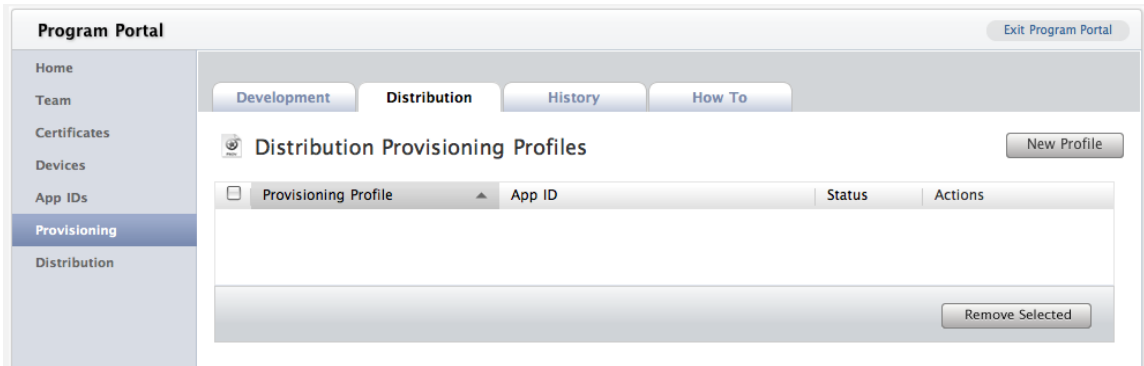 Program Portal
Exit Program Portal
Home
Team
Certificates
Devices
App IDs
Provisioning
Distribution
Development Distribution History How To
Distribution Provisioning Profiles
New Profile
Provisioning Profile App ID Status Actions
Remove Selected